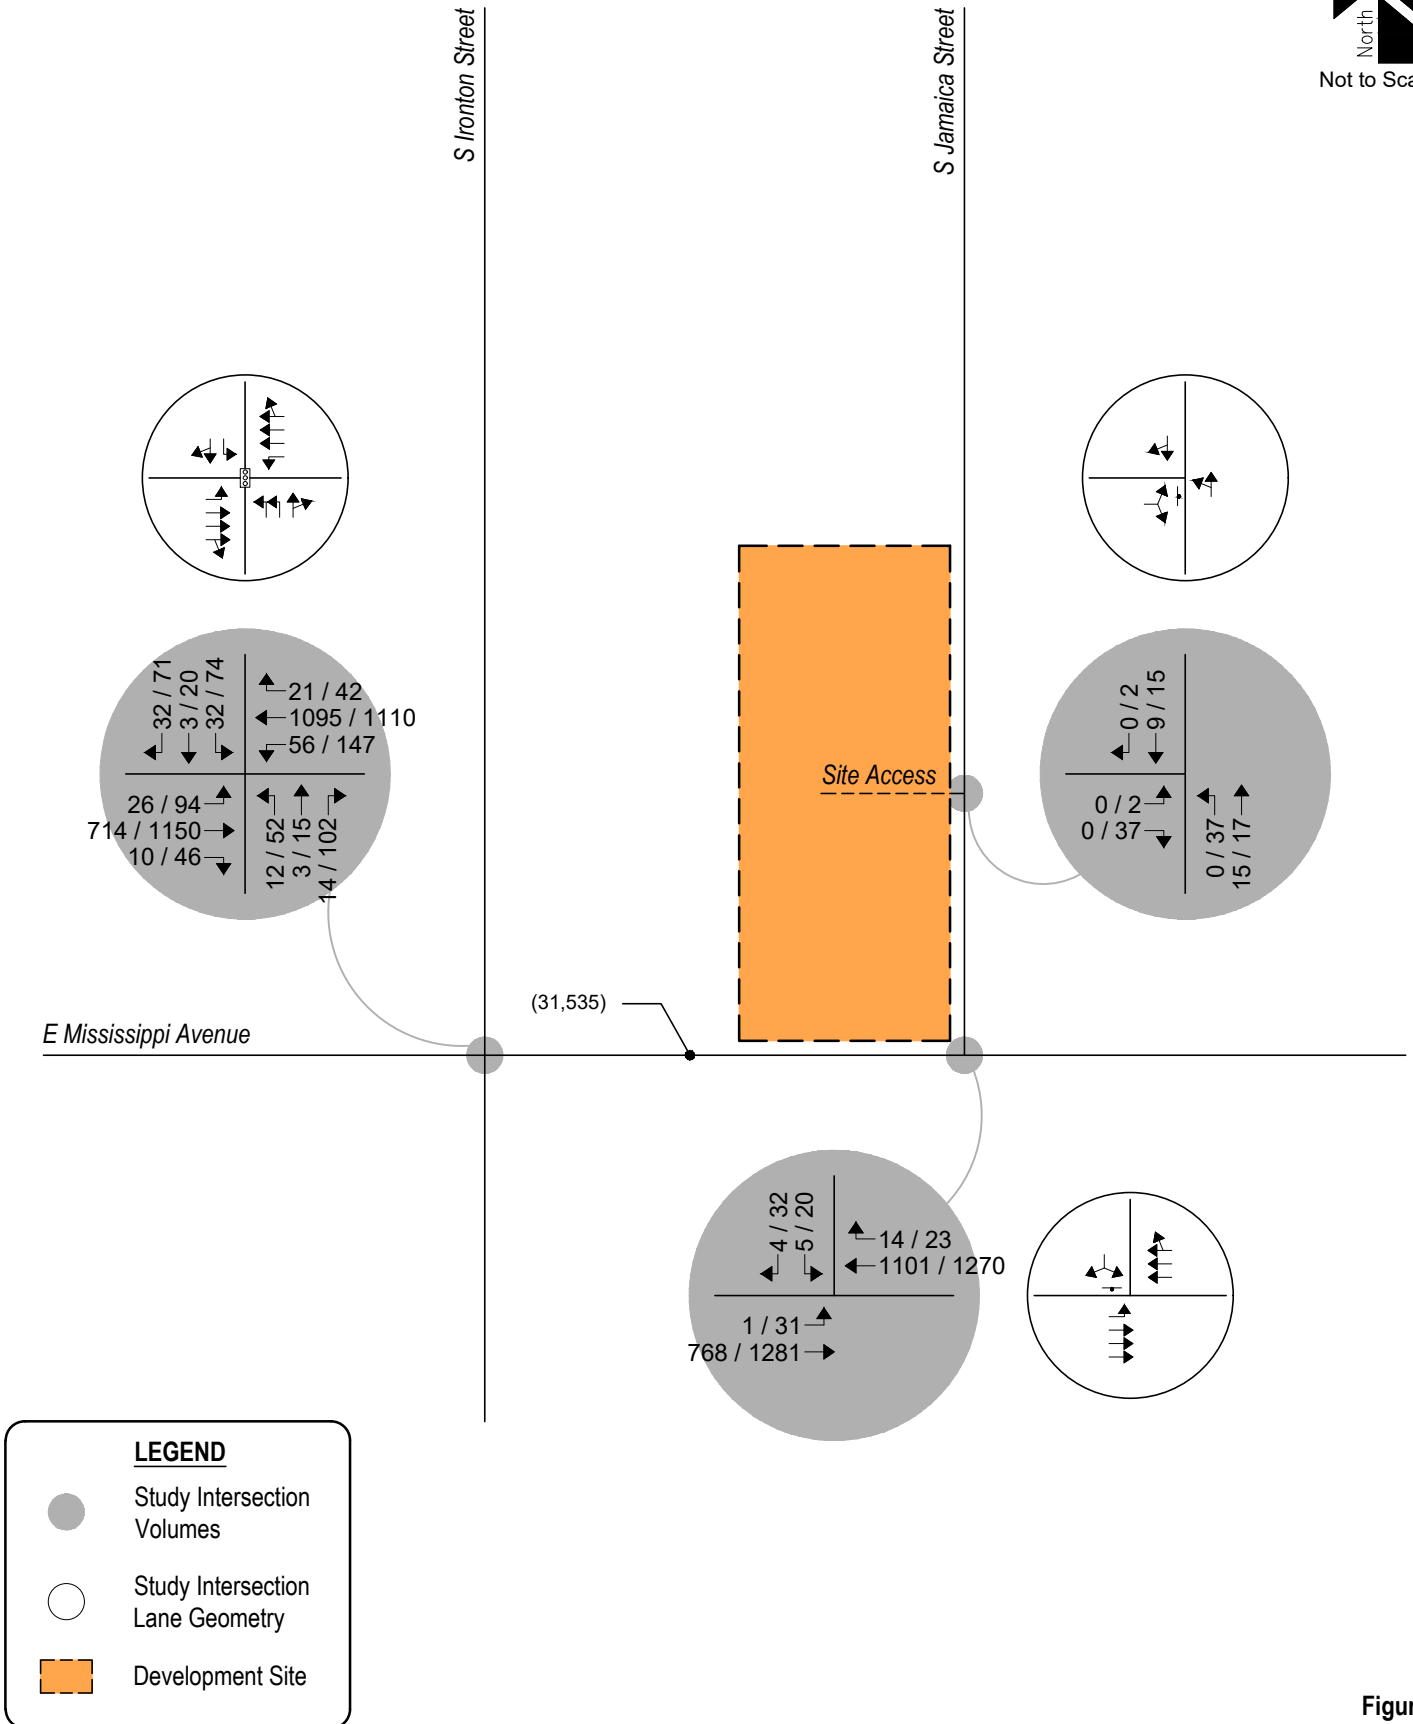 S Ironton Street
S Jamaica Street
North
Not to Sca
32 / 71
3 / 20
32 / 74
21 / 42
1095 / 1110
56 / 147
26 / 94
714 / 1150
10 / 46
12 / 52
3 / 15
14 / 102
Site Access
0 / 2
9 / 15
0 / 2
0 / 37
0 / 37
15 / 17
(31,535)
E Mississippi Avenue
4 / 32
5 / 20
14 / 23
1101 / 1270
1 / 31
768 / 1281
LEGEND
Study Intersection
Volumes
Study Intersection
Lane Geometry
Development Site
Figur